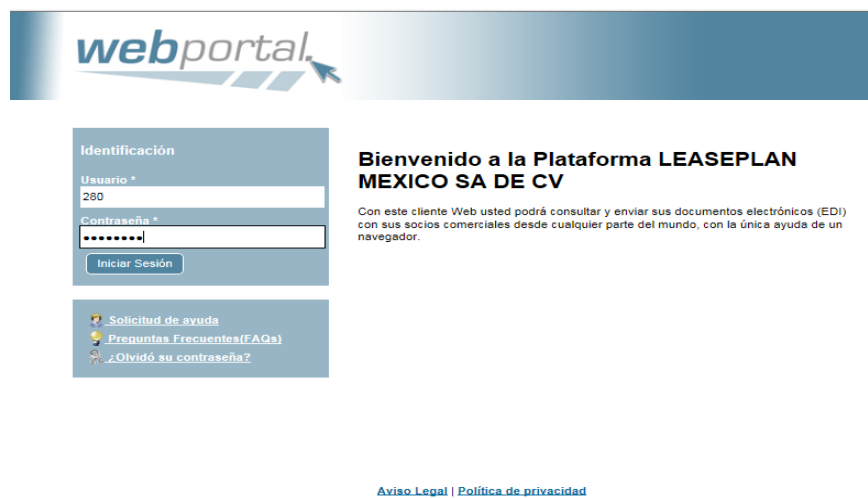 webportal.
Identificación
Usuario *
280
Contraseña *
••••••••
Iniciar Sesión
Solicitud de ayuda
Preguntas Frecuentes(FAQs)
¿Olvidó su contraseña?
Bienvenido a la Plataforma LEASEPLAN
MEXICO SA DE CV
Con este cliente Web usted podrá consultar y enviar sus documentos electrónicos (EDI)
con sus socios comerciales desde cualquier parte del mundo, con la única ayuda de un
navegador.
Aviso Legal | Política de privacidad